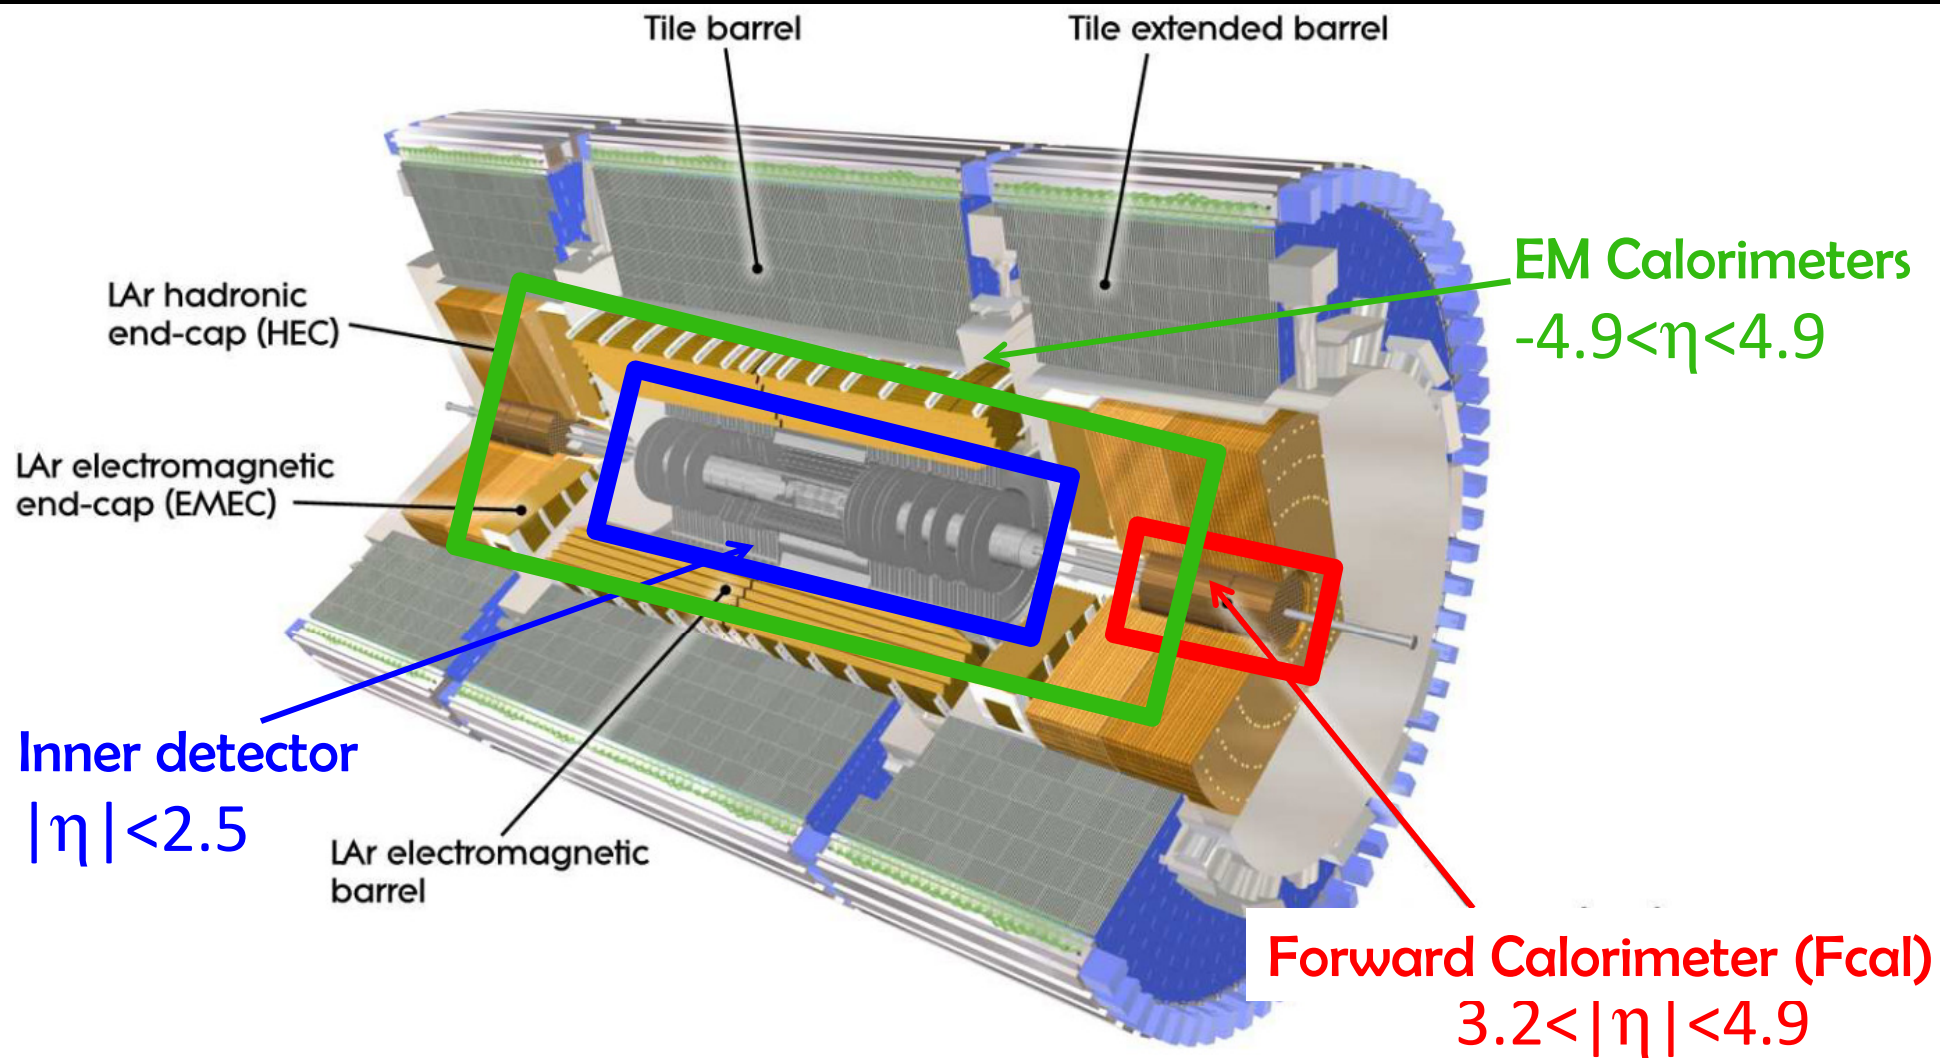 Tile barrel
Tile extended barrel
EM Calorimeters
-4.9<η<4.9
LAr hadronic
end-cap (HEC)
LAr electromagnetic
end-cap (EMEC)
Inner detector
|η|<2.5
LAr electromagnetic
barrel
Forward Calorimeter (Fcal)
3.2<|η|<4.9